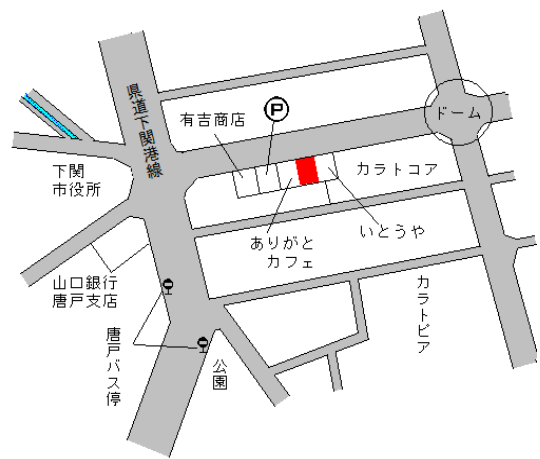 県道下関港線
有吉商店
P
ドーム
下関
市役所
カラトコア
ありがと
カフェ
いとうや
山口銀行
唐戸支店
唐戸バス停
公園
カラトピア